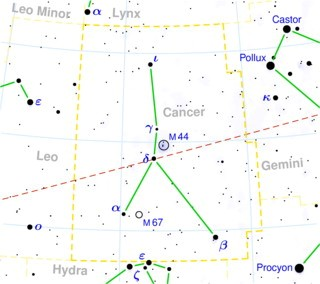 Leo Minor
α
Lynx
Castor
Pollux
ι
ε
κ
Cancer
γ
M 44
Leo
δ
Gemini
α
M 67
ο
β
Hydra
ε
ζ
Procyon